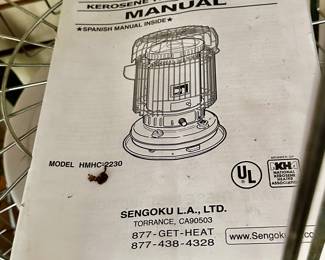 KEROSENE
MANUAL
★SPANISH MANUAL INSIDE★
MODEL HMHC-2230
UL
KHA
NATIONAL
KEROSENE
HEATER
ASSOCIATION
SENGOKU L.A., LTD.
TORRANCE, CA90503
877-GET-HEAT
877-438-4328
www.Sengoku